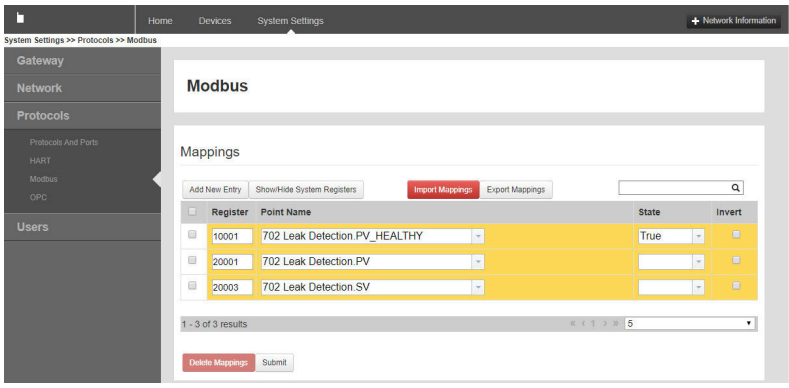 Home Devices System Settings + Network Information
System Settings >> Protocols >> Modbus
Gateway
Network
Protocols
Protocols And Ports
HART
Modbus
OPC
Users
Modbus
Mappings
Add New Entry Show/Hide System Registers Import Mappings Export Mappings
Register Point Name State Invert
10001 702 Leak Detection.PV_HEALTHY True
20001 702 Leak Detection.PV
20003 702 Leak Detection.SV
1 - 3 of 3 results « ‹ 1 › » 5
Delete Mappings Submit